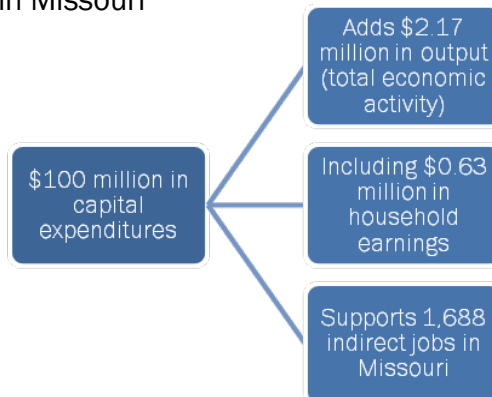 in Missouri
Adds $2.17
million in output
(total economic
activity)
$100 million in
capital
expenditures
Including $0.63
million in
household
earnings
Supports 1,688
indirect jobs in
Missouri